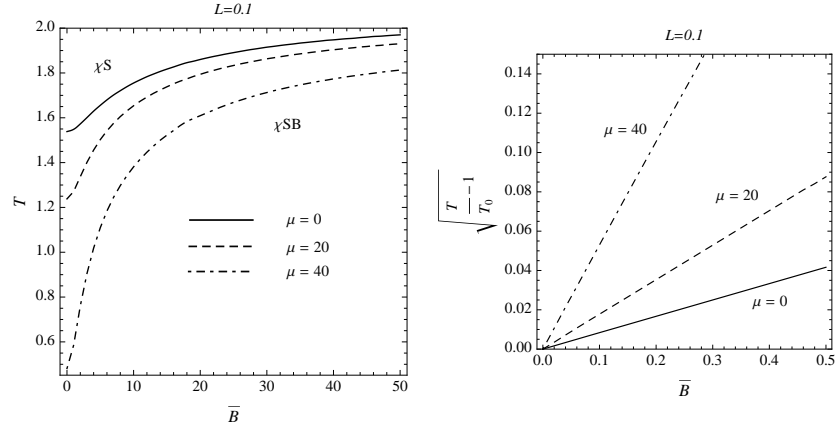 L=0.1
2.0
1.8
1.6
1.4
1.2
1.0
0.8
0.6
T
χS
χSB
μ = 0
μ = 20
μ = 40
0 10 20 30 40 50
B̅
L=0.1
0.14
0.12
0.10
0.08
0.06
0.04
0.02
0.00
√(T/T₀ − 1)
μ = 40
μ = 20
μ = 0
0.0 0.1 0.2 0.3 0.4 0.5
B̅